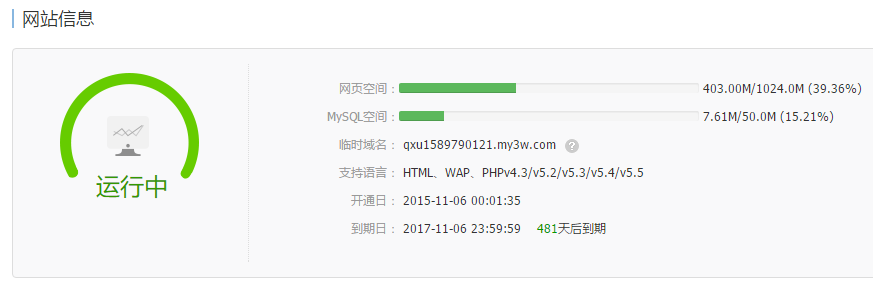 网站信息
运行中
网页空间： 403.00M/1024.0M (39.36%)
MySQL空间： 7.61M/50.0M (15.21%)
临时域名： qxu1589790121.my3w.com ?
支持语言： HTML、WAP、PHPv4.3/v5.2/v5.3/v5.4/v5.5
开通日： 2015-11-06 00:01:35
到期日： 2017-11-06 23:59:59 481天后到期